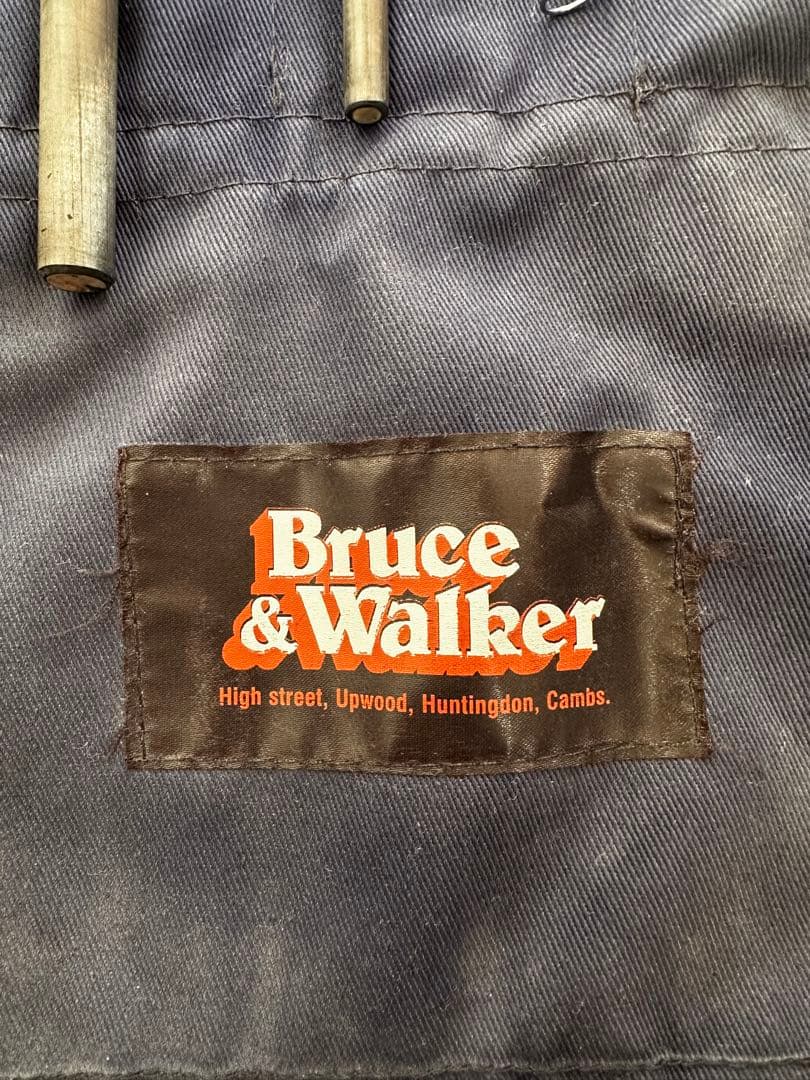 Bruce
& Walker
High street, Upwood, Huntingdon, Cambs.